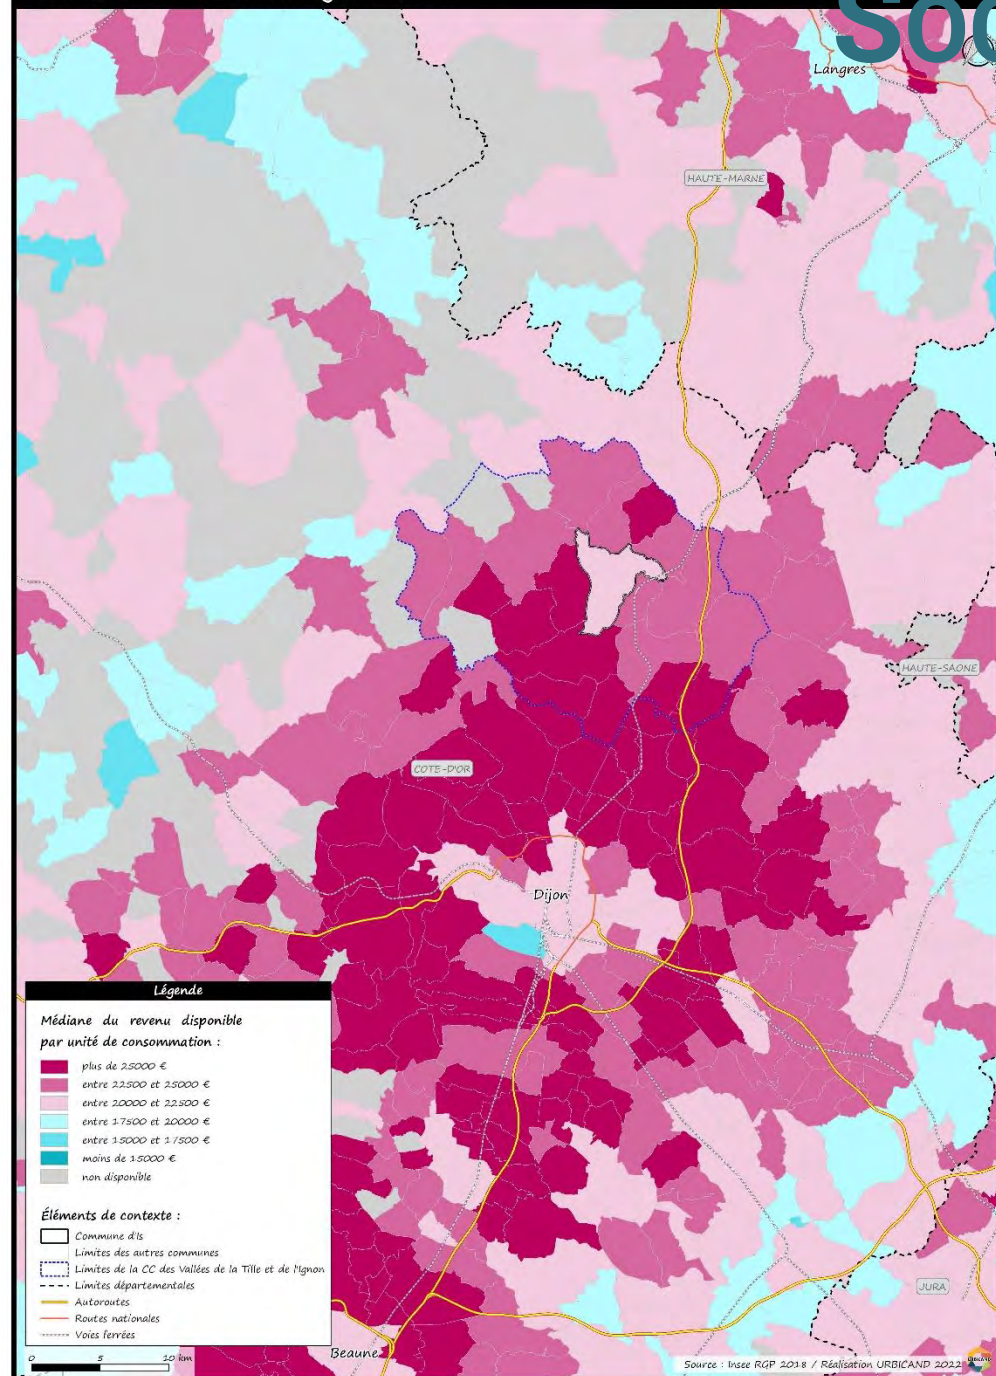 Langres
HAUTE-MARNE
HAUTE-SAONE
COTE-D'OR
Dijon
Légende
Médiane du revenu disponible
par unité de consommation :
plus de 25000 €
entre 22500 et 25000 €
entre 20000 et 22500 €
entre 17500 et 20000 €
entre 15000 et 17500 €
moins de 15000 €
non disponible
Éléments de contexte :
Commune d'Is
Limites des autres communes
Limites de la CC des Vallées de la Tille et de l'Ignon
Limites départementales
Autoroutes
Routes nationales
Voies ferrées
JURA
Beaune
0 5 10 km
Source : Insee RGP 2018 / Réalisation URBICAND 2022
URBICAND